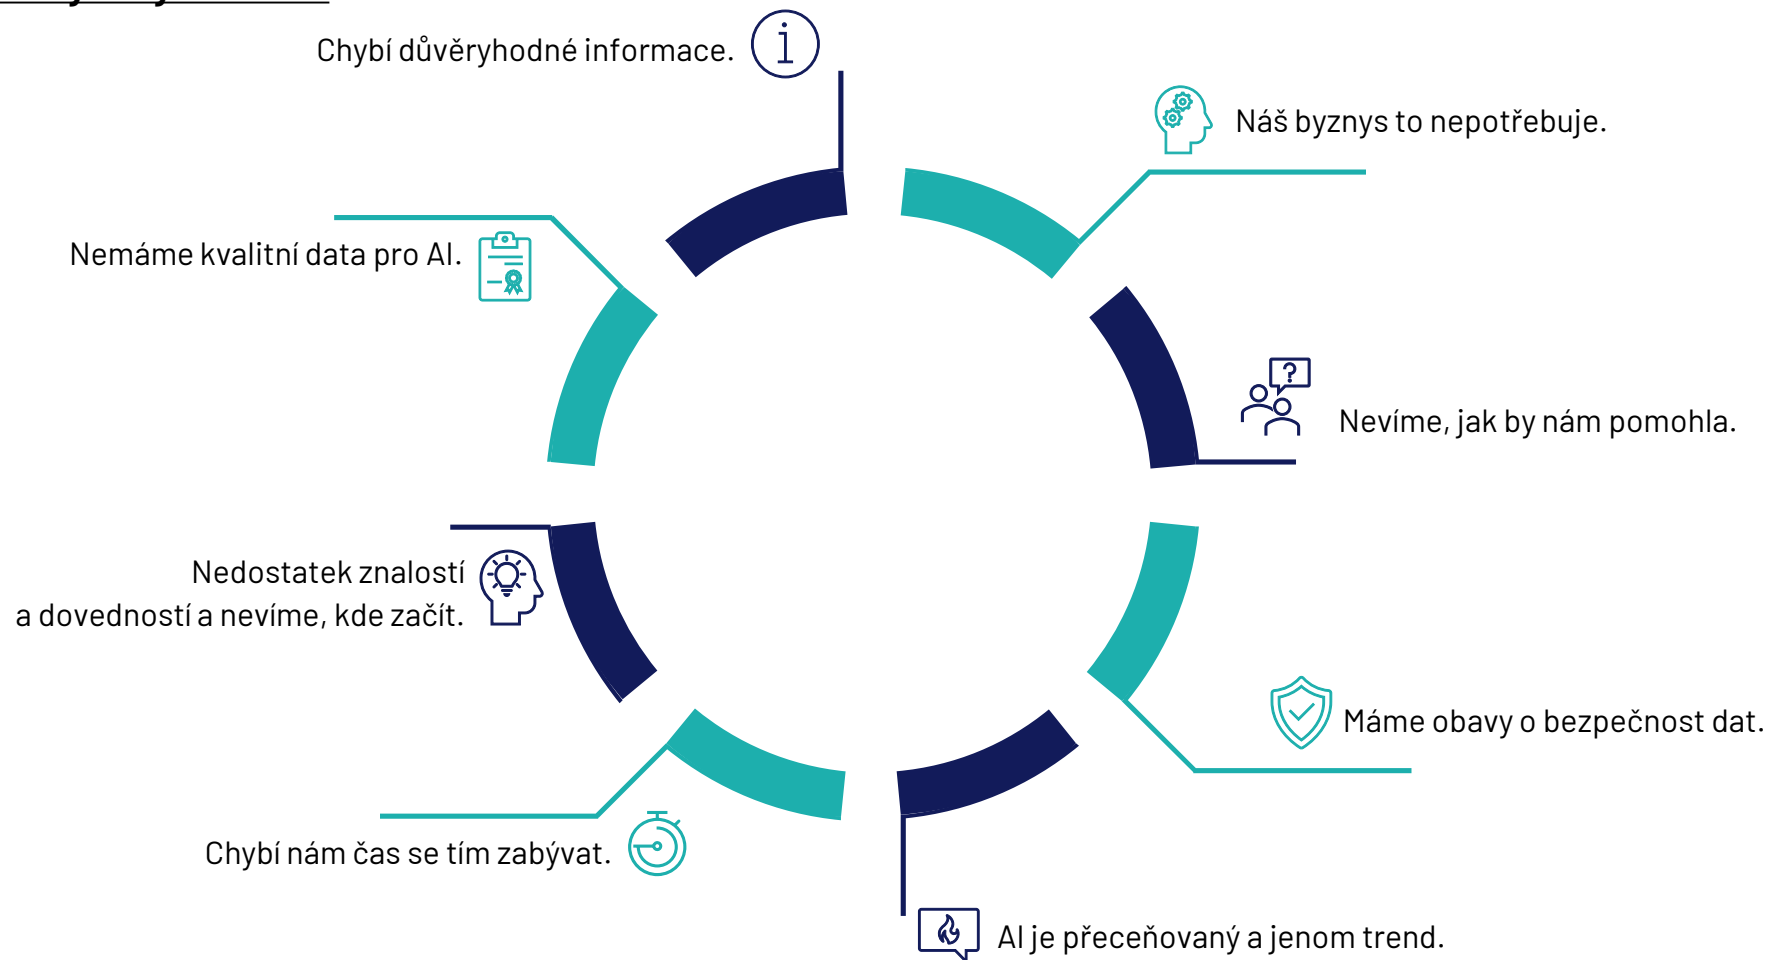 Chybí důvěryhodné informace.
Náš byznys to nepotřebuje.
Nemáme kvalitní data pro AI.
Nevíme, jak by nám pomohla.
Nedostatek znalostí
a dovedností a nevíme, kde začít.
Máme obavy o bezpečnost dat.
Chybí nám čas se tím zabývat.
AI je přeceňovaný a jenom trend.